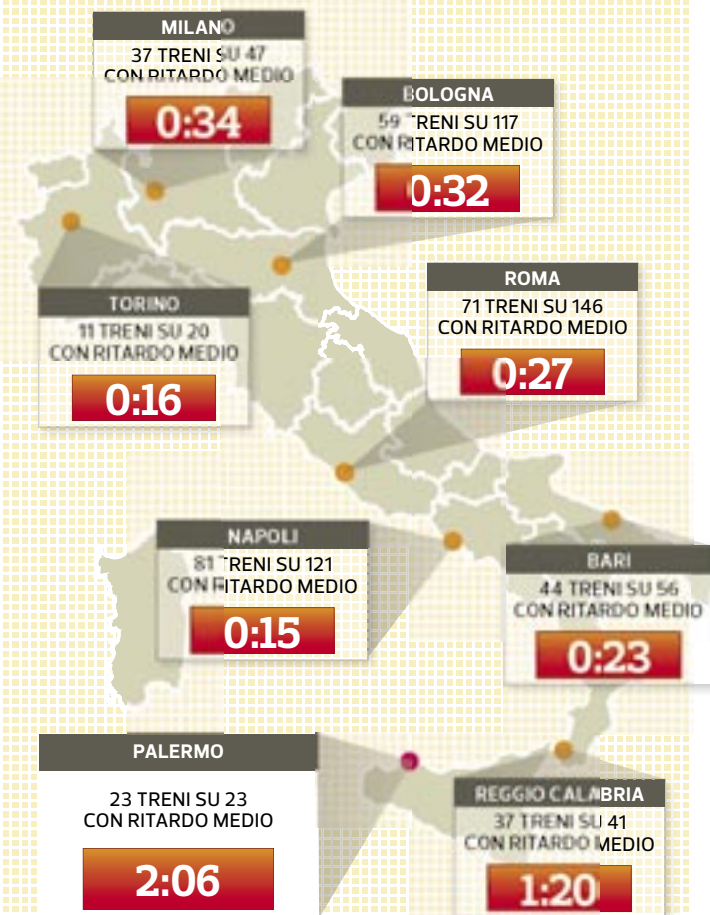 MILANO
37 TRENI SU 47
CON RITARDO MEDIO
0:34
BOLOGNA
59 TRENI SU 117
CON RITARDO MEDIO
0:32
TORINO
11 TRENI SU 20
CON RITARDO MEDIO
0:16
ROMA
71 TRENI SU 146
CON RITARDO MEDIO
0:27
NAPOLI
81 TRENI SU 121
CON RITARDO MEDIO
0:15
BARI
44 TRENI SU 56
CON RITARDO MEDIO
0:23
PALERMO
23 TRENI SU 23
CON RITARDO MEDIO
2:06
REGGIO CALABRIA
37 TRENI SU 41
CON RITARDO MEDIO
1:20